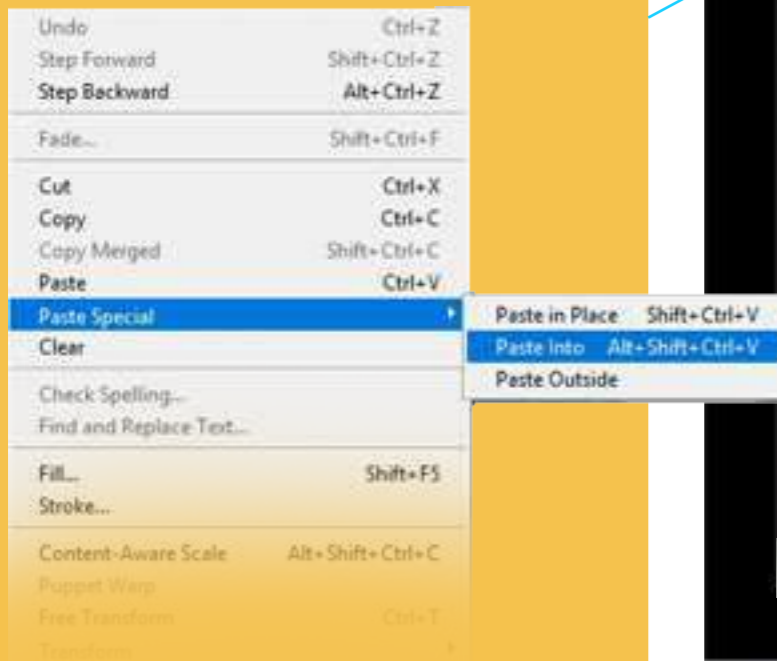 Undo Ctrl+Z
Step Forward Shift+Ctrl+Z
Step Backward Alt+Ctrl+Z
Fade... Shift+Ctrl+F
Cut Ctrl+X
Copy Ctrl+C
Copy Merged Shift+Ctrl+C
Paste Ctrl+V
Paste Special
Paste in Place Shift+Ctrl+V
Clear
Paste Into Alt+Shift+Ctrl+V
Paste Outside
Check Spelling...
Find and Replace Text...
Fill... Shift+F5
Stroke...
Content-Aware Scale Alt+Shift+Ctrl+C
Puppet Warp
Free Transform Ctrl+T
Transform